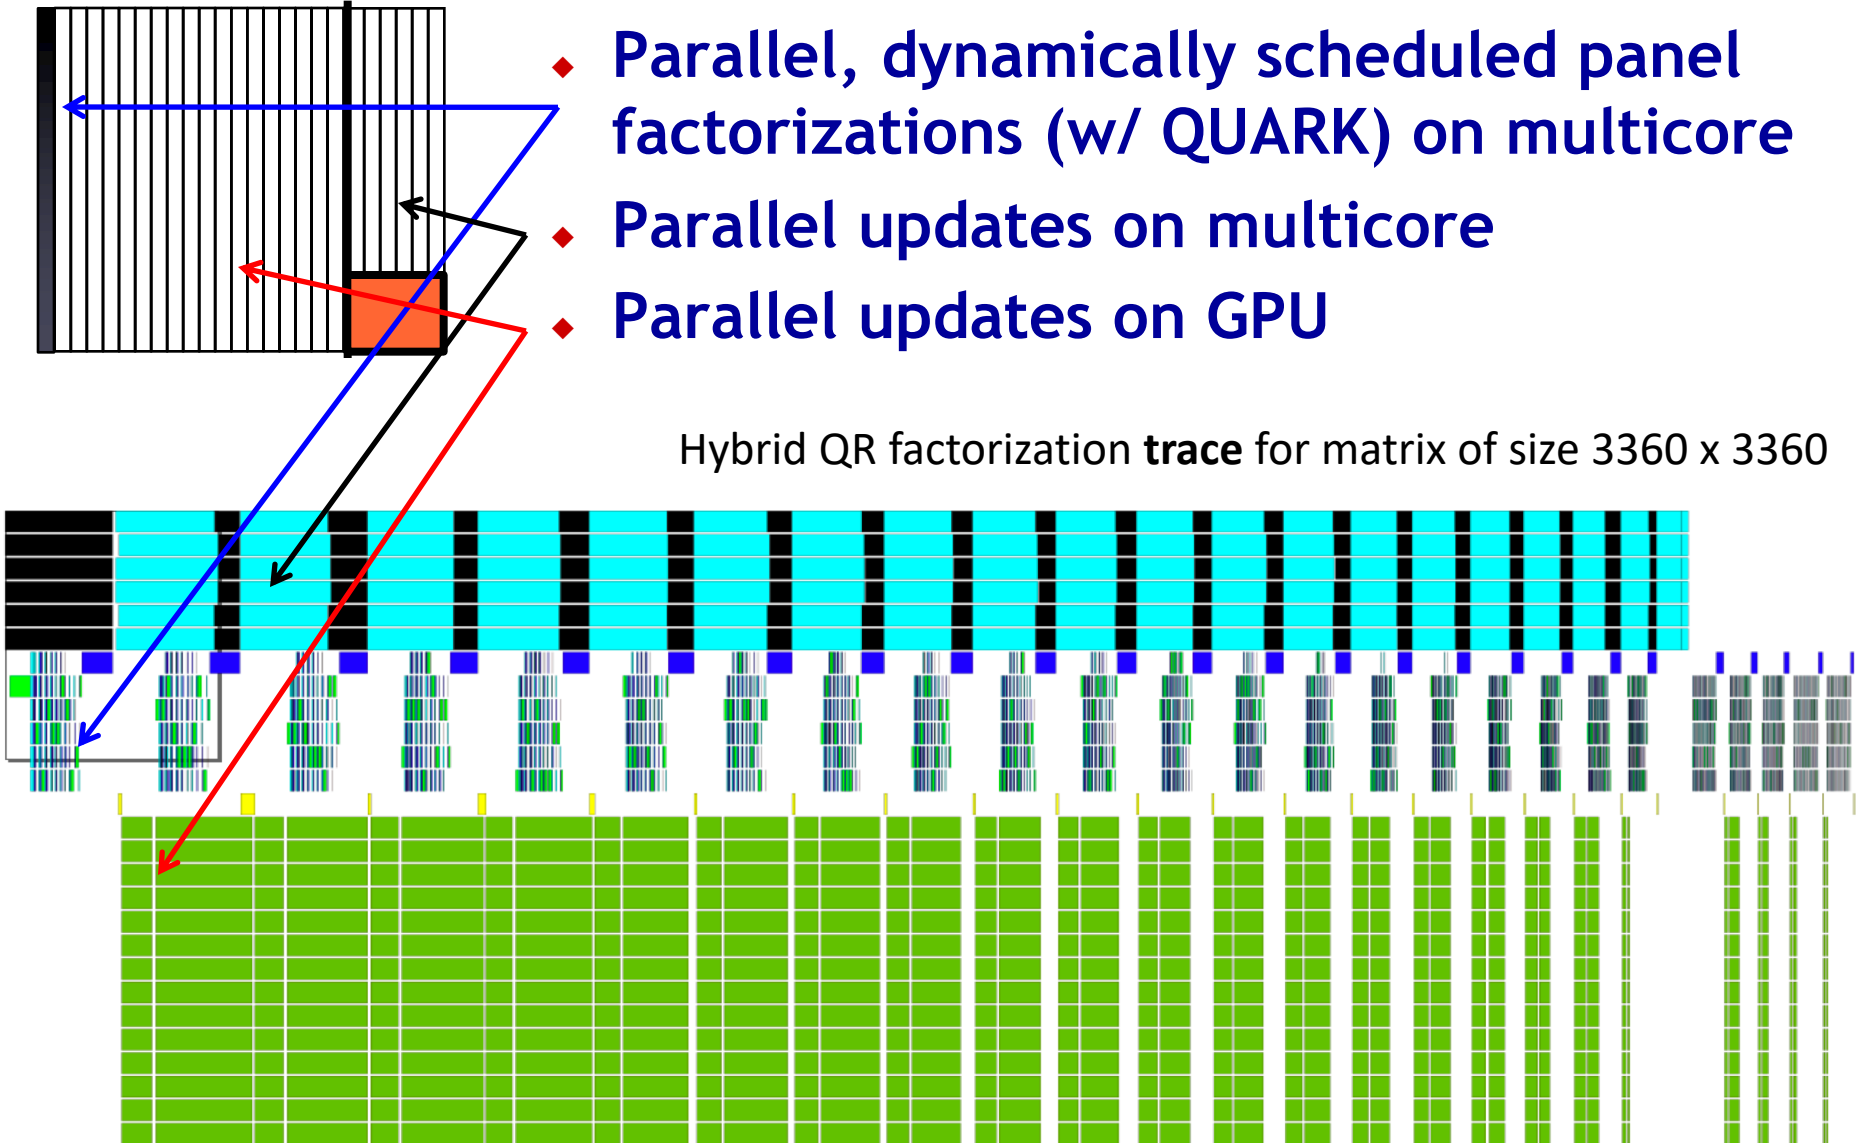 ◆ Parallel, dynamically scheduled panel
factorizations (w/ QUARK) on multicore
◆ Parallel updates on multicore
◆ Parallel updates on GPU
Hybrid QR factorization trace for matrix of size 3360 x 3360